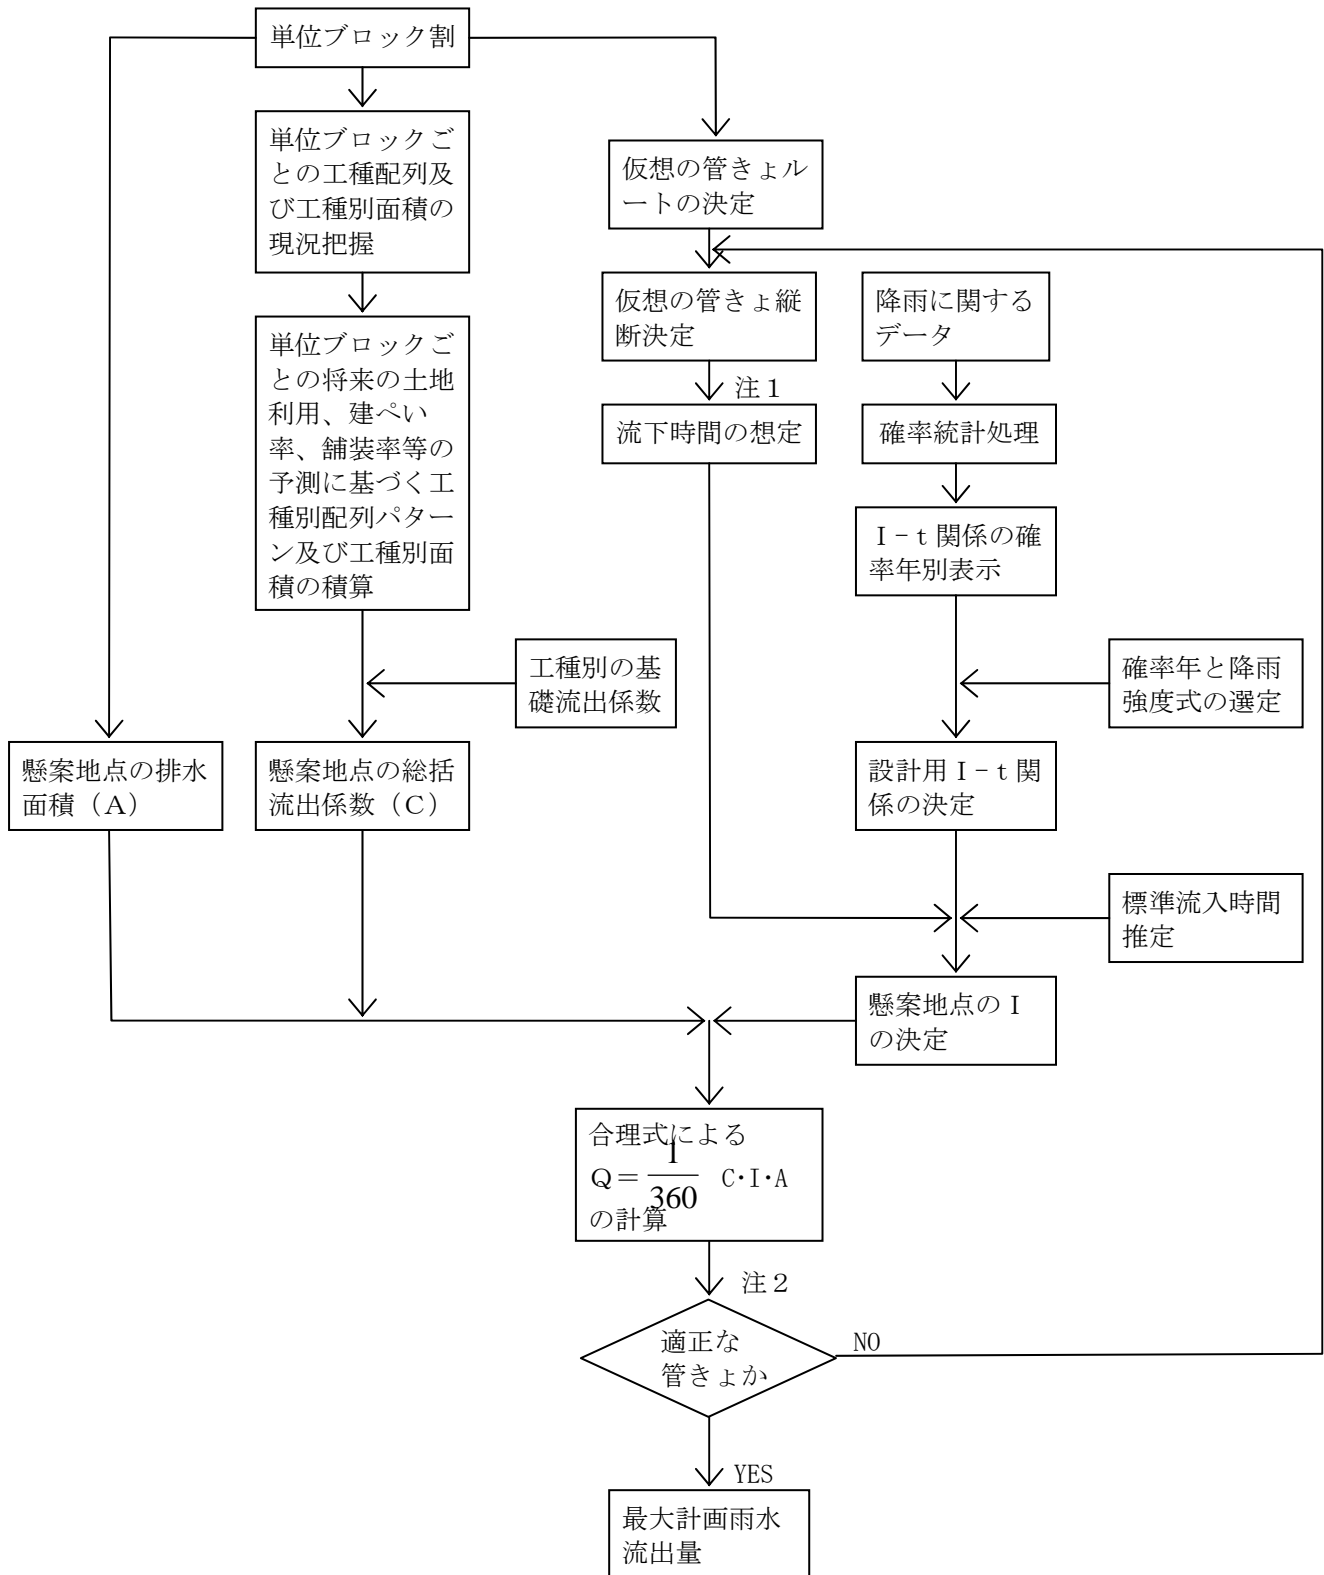 単位ブロック割
単位ブロックご
との工種配列及
び工種別面積の
現況把握
仮想の管きょル
ートの決定
仮想の管きょ縦
断決定
降雨に関する
データ
単位ブロックご
との将来の土地
利用、建ぺい
率、舗装率等の
予測に基づく工
種別配列パター
ン及び工種別面
積の積算
注１
流下時間の想定
確率統計処理
Ｉ−ｔ関係の確
率年別表示
工種別の基
礎流出係数
確率年と降雨
強度式の選定
懸案地点の排水
面積（Ａ）
懸案地点の総括
流出係数（Ｃ）
設計用Ｉ−ｔ関
係の決定
標準流入時間
推定
懸案地点のＩ
の決定
合理式による
Ｑ＝1/360 C・I・A
の計算
注２
適正な
管きょか
NO
YES
最大計画雨水
流出量